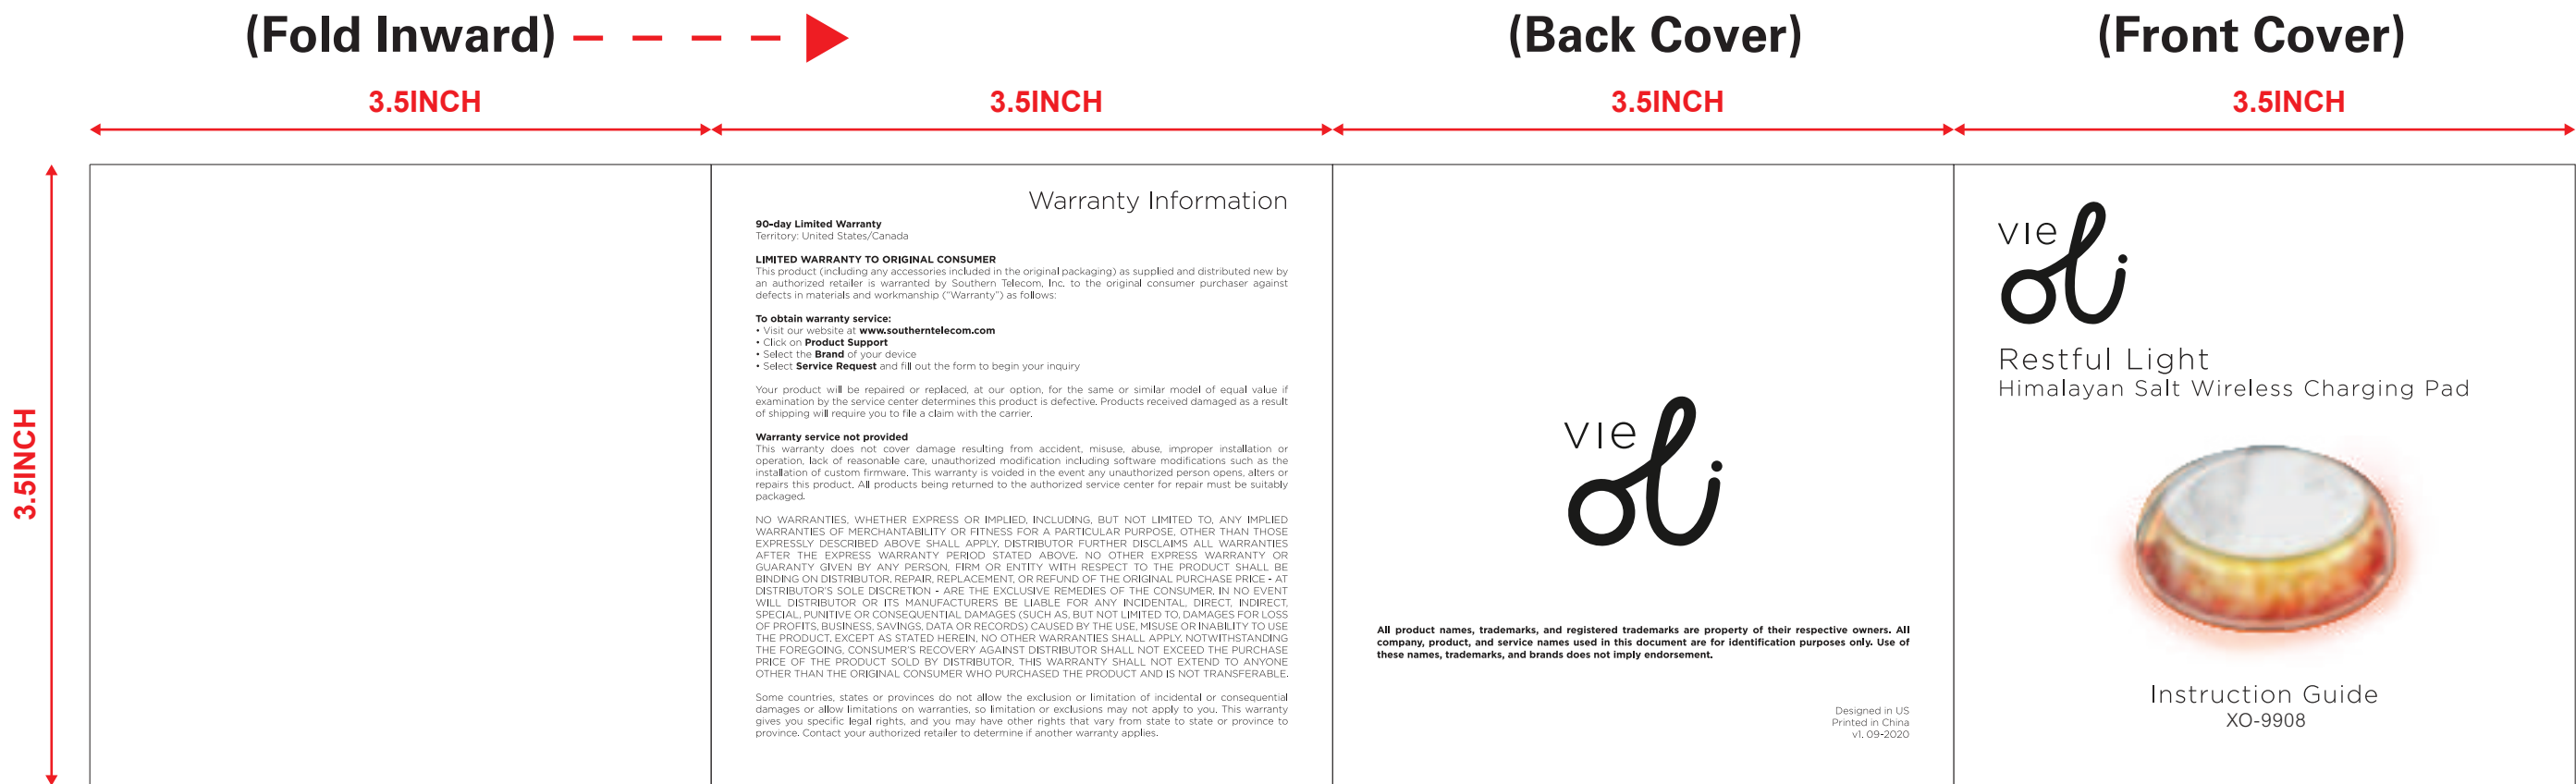 (Fold Inward)
(Back Cover)
(Front Cover)
3.5INCH
3.5INCH
3.5INCH
3.5INCH
3.5INCH
Warranty Information
90-day Limited Warranty
Territory: United States/Canada
LIMITED WARRANTY TO ORIGINAL CONSUMER
This product (including any accessories included in the original packaging) as supplied and distributed new by
an authorized retailer is warranted by Southern Telecom, Inc. to the original consumer purchaser against
defects in materials and workmanship (“Warranty”) as follows:
To obtain warranty service:
• Visit our website at www.southerntelecom.com
• Click on Product Support
• Select the Brand of your device
• Select Service Request and fill out the form to begin your inquiry
Your product will be repaired or replaced, at our option, for the same or similar model of equal value if
examination by the service center determines this product is defective. Products received damaged as a result
of shipping will require you to file a claim with the carrier.
Warranty service not provided
This warranty does not cover damage resulting from accident, misuse, abuse, improper installation or
operation, lack of reasonable care, unauthorized modification including software modifications such as the
installation of custom firmware. This warranty is voided in the event any unauthorized person opens, alters or
repairs this product. All products being returned to the authorized service center for repair must be suitably
packaged.
NO WARRANTIES, WHETHER EXPRESS OR IMPLIED, INCLUDING, BUT NOT LIMITED TO, ANY IMPLIED
WARRANTIES OF MERCHANTABILITY OR FITNESS FOR A PARTICULAR PURPOSE, OTHER THAN THOSE
EXPRESSLY DESCRIBED ABOVE SHALL APPLY. DISTRIBUTOR FURTHER DISCLAIMS ALL WARRANTIES
AFTER THE EXPRESS WARRANTY PERIOD STATED ABOVE. NO OTHER EXPRESS WARRANTY OR
GUARANTY GIVEN BY ANY PERSON, FIRM OR ENTITY WITH RESPECT TO THE PRODUCT SHALL BE
BINDING ON DISTRIBUTOR. REPAIR, REPLACEMENT, OR REFUND OF THE ORIGINAL PURCHASE PRICE - AT
DISTRIBUTOR’S SOLE DISCRETION - ARE THE EXCLUSIVE REMEDIES OF THE CONSUMER. IN NO EVENT
WILL DISTRIBUTOR OR ITS MANUFACTURERS BE LIABLE FOR ANY INCIDENTAL, DIRECT, INDIRECT,
SPECIAL, PUNITIVE OR CONSEQUENTIAL DAMAGES (SUCH AS, BUT NOT LIMITED TO, DAMAGES FOR LOSS
OF PROFITS, BUSINESS, SAVINGS, DATA OR RECORDS) CAUSED BY THE USE, MISUSE OR INABILITY TO USE
THE PRODUCT. EXCEPT AS STATED HEREIN, NO OTHER WARRANTIES SHALL APPLY. NOTWITHSTANDING
THE FOREGOING, CONSUMER’S RECOVERY AGAINST DISTRIBUTOR SHALL NOT EXCEED THE PURCHASE
PRICE OF THE PRODUCT SOLD BY DISTRIBUTOR. THIS WARRANTY SHALL NOT EXTEND TO ANYONE
OTHER THAN THE ORIGINAL CONSUMER WHO PURCHASED THE PRODUCT AND IS NOT TRANSFERABLE.
Some countries, states or provinces do not allow the exclusion or limitation of incidental or consequential
damages or allow limitations on warranties, so limitation or exclusions may not apply to you. This warranty
gives you specific legal rights, and you may have other rights that vary from state to state or province to
province. Contact your authorized retailer to determine if another warranty applies.
VIE
oli
All product names, trademarks, and registered trademarks are property of their respective owners. All
company, product, and service names used in this document are for identification purposes only. Use of
these names, trademarks, and brands does not imply endorsement.
Designed in US
Printed in China
v1. 09-2020
VIE
oli
Restful Light
Himalayan Salt Wireless Charging Pad
Instruction Guide
XO-9908